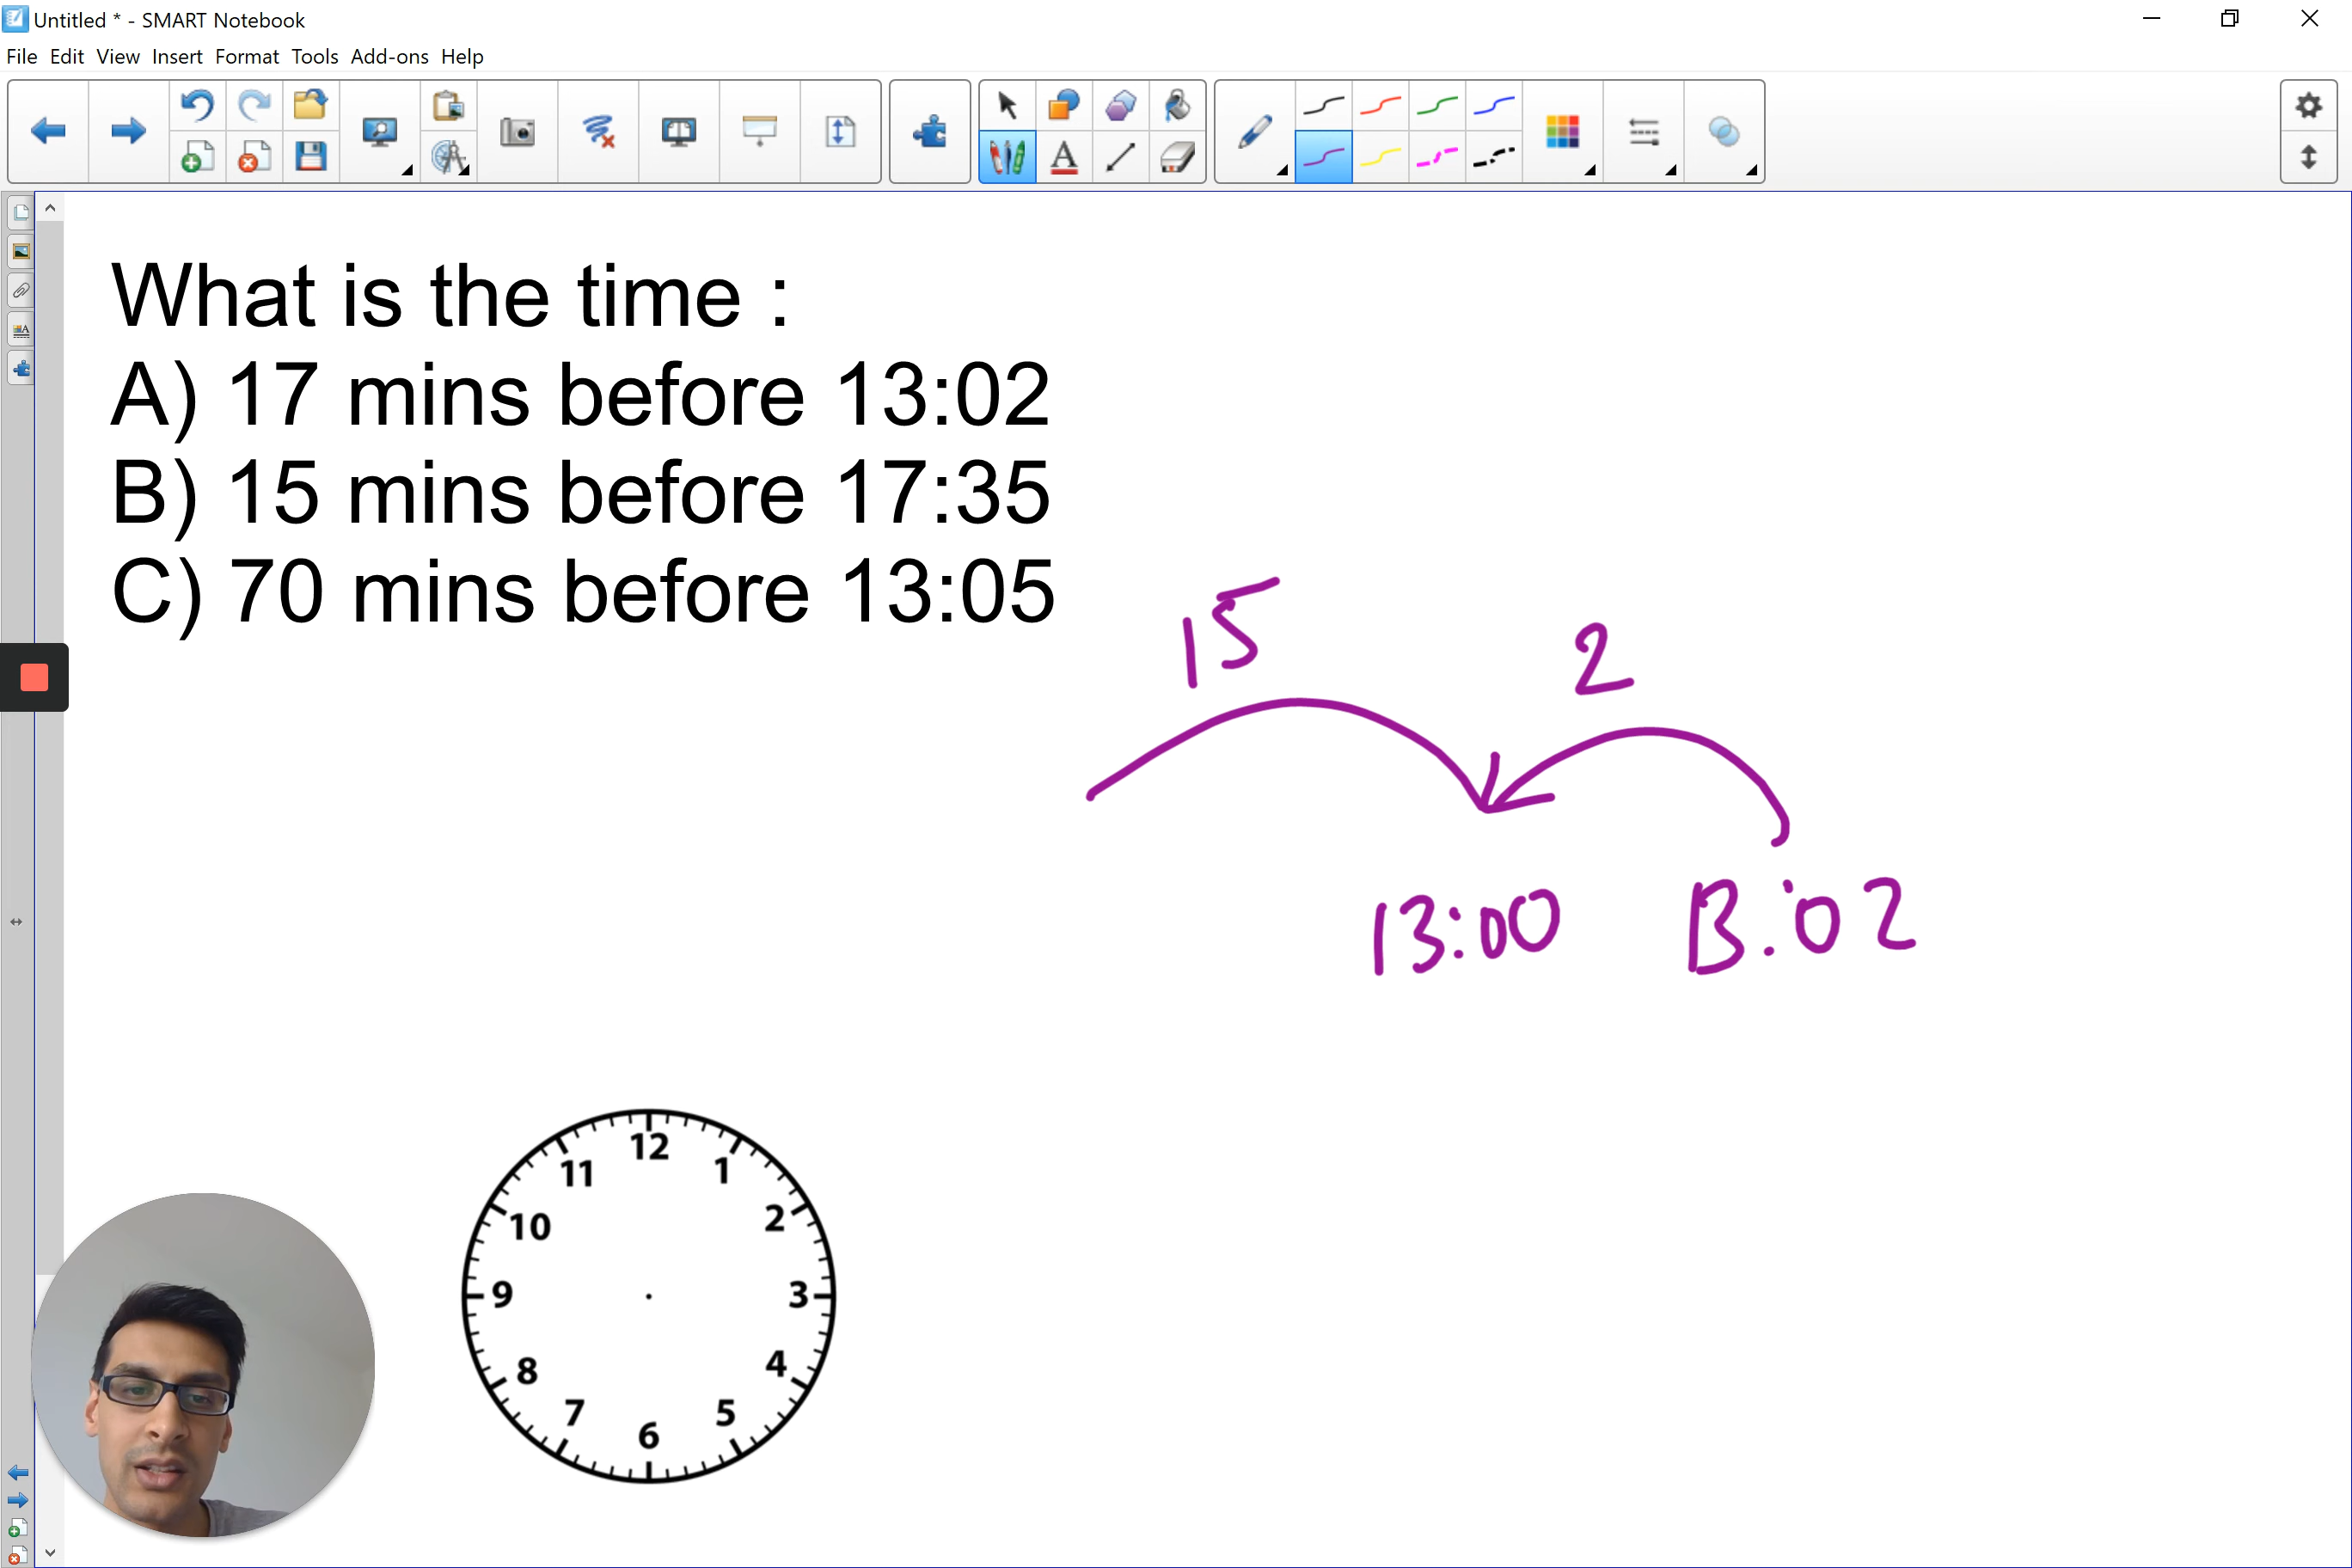 Untitled * - SMART Notebook
File Edit View Insert Format Tools Add-ons Help
What is the time :
A) 17 mins before 13:02
B) 15 mins before 17:35
C) 70 mins before 13:05
15
2
13:00 13:02
12
11 1
10 2
9 3
8 4
7 5
6